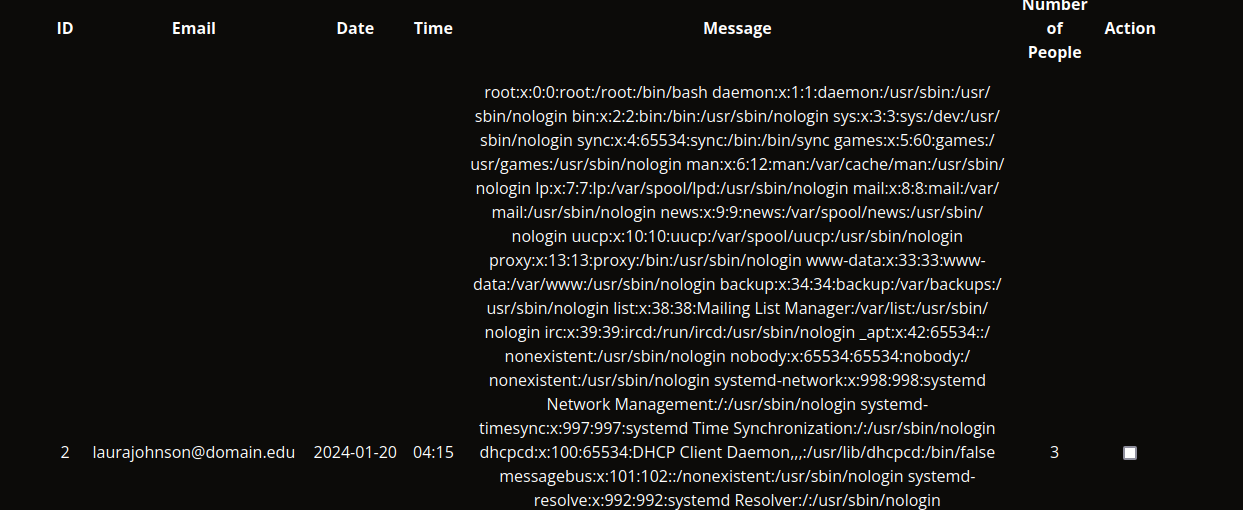 ID Email Date Time Message Number of People Action
root:x:0:0:root:/root:/bin/bash daemon:x:1:1:daemon:/usr/sbin:/usr/
sbin/nologin bin:x:2:2:bin:/bin:/usr/sbin/nologin sys:x:3:3:sys:/dev:/usr/
sbin/nologin sync:x:4:65534:sync:/bin:/bin/sync games:x:5:60:games:/
usr/games:/usr/sbin/nologin man:x:6:12:man:/var/cache/man:/usr/sbin/
nologin lp:x:7:7:lp:/var/spool/lpd:/usr/sbin/nologin mail:x:8:8:mail:/var/
mail:/usr/sbin/nologin news:x:9:9:news:/var/spool/news:/usr/sbin/
nologin uucp:x:10:10:uucp:/var/spool/uucp:/usr/sbin/nologin
proxy:x:13:13:proxy:/bin:/usr/sbin/nologin www-data:x:33:33:www-
data:/var/www:/usr/sbin/nologin backup:x:34:34:backup:/var/backups:/
usr/sbin/nologin list:x:38:38:Mailing List Manager:/var/list:/usr/sbin/
nologin irc:x:39:39:ircd:/run/ircd:/usr/sbin/nologin _apt:x:42:65534::/
nonexistent:/usr/sbin/nologin nobody:x:65534:65534:nobody:/
nonexistent:/usr/sbin/nologin systemd-network:x:998:998:systemd
Network Management:/:/usr/sbin/nologin systemd-
timesync:x:997:997:systemd Time Synchronization:/:/usr/sbin/nologin
2 laurajohnson@domain.edu 2024-01-20 04:15 dhcpcd:x:100:65534:DHCP Client Daemon,,,:/usr/lib/dhcpcd:/bin/false 3
messagebus:x:101:102::/nonexistent:/usr/sbin/nologin systemd-
resolve:x:992:992:systemd Resolver:/:/usr/sbin/nologin